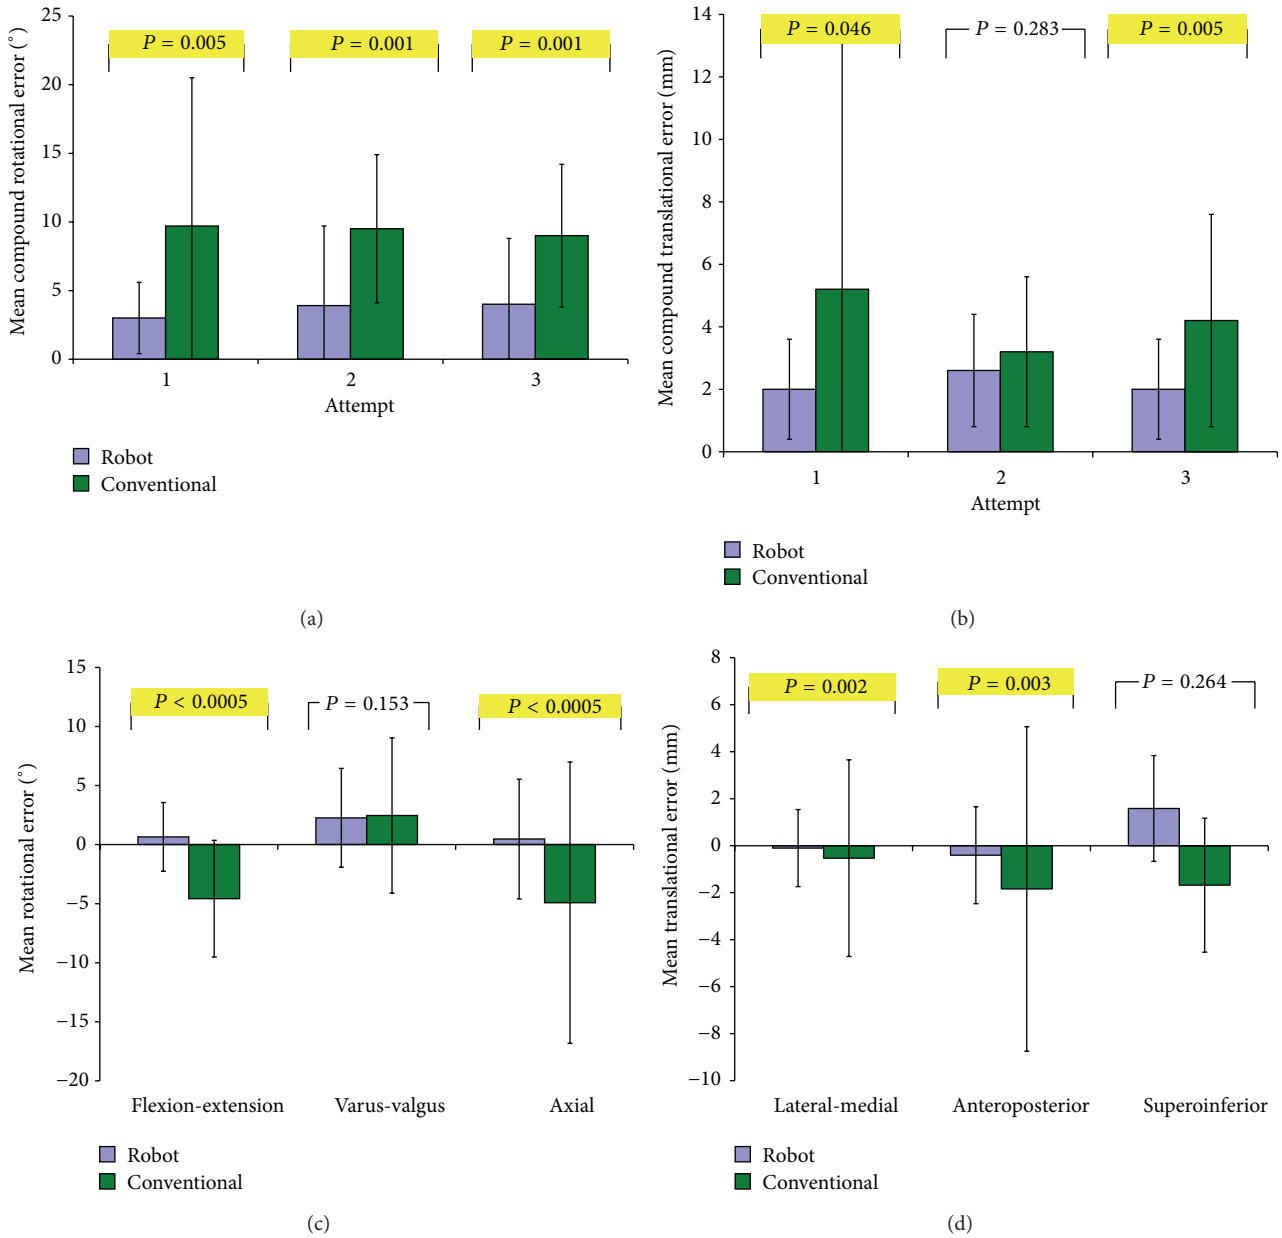 Mean compound rotational error (°)
25
20
15
10
5
0
P = 0.005
P = 0.001
P = 0.001
1
2
3
Attempt
Robot
Conventional
(a)
Mean compound translational error (mm)
14
12
10
8
6
4
2
0
P = 0.046
P = 0.283
P = 0.005
1
2
3
Attempt
Robot
Conventional
(b)
Mean rotational error (°)
15
10
5
0
−5
−10
−15
−20
P < 0.0005
P = 0.153
P < 0.0005
Flexion-extension
Varus-valgus
Axial
Robot
Conventional
(c)
Mean translational error (mm)
8
6
4
2
0
−2
−4
−6
−8
−10
P = 0.002
P = 0.003
P = 0.264
Lateral-medial
Anteroposterior
Superoinferior
Robot
Conventional
(d)